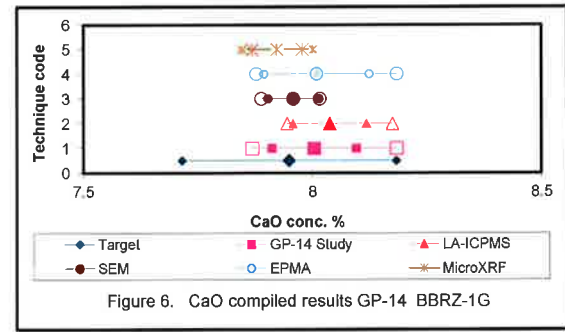 6
5
4
3
2
1
0
Technique code
7.5 8 8.5
CaO conc. %
Target GP-14 Study LA-ICPMS
SEM EPMA MicroXRF
Figure 6. CaO compiled results GP-14 BBRZ-1G